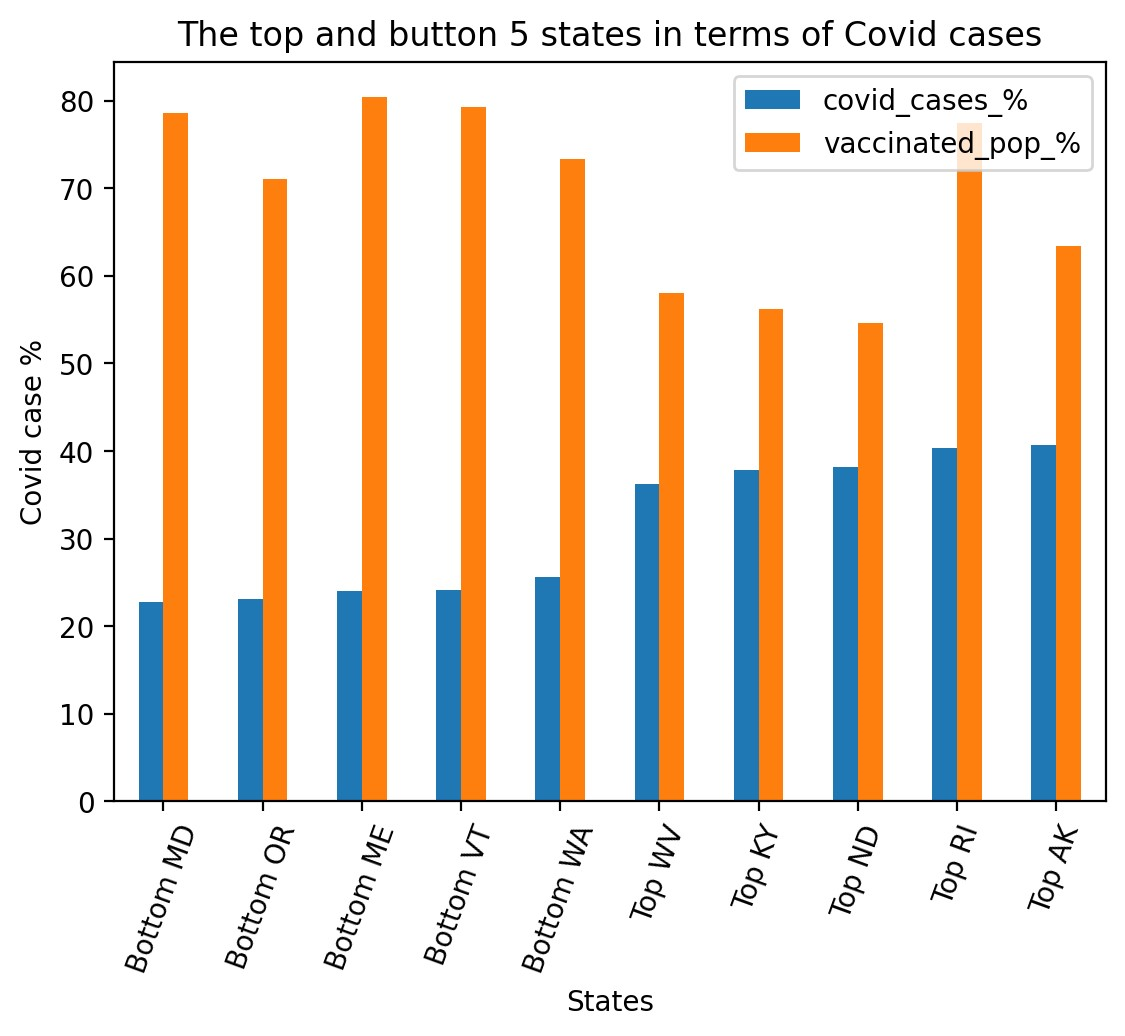 The top and button 5 states in terms of Covid cases
covid_cases_%
vaccinated_pop_%
Covid case %
80
70
60
50
40
30
20
10
0
Bottom MD
Bottom OR
Bottom ME
Bottom VT
Bottom WA
Top WV
Top KY
Top ND
Top RI
Top AK
States